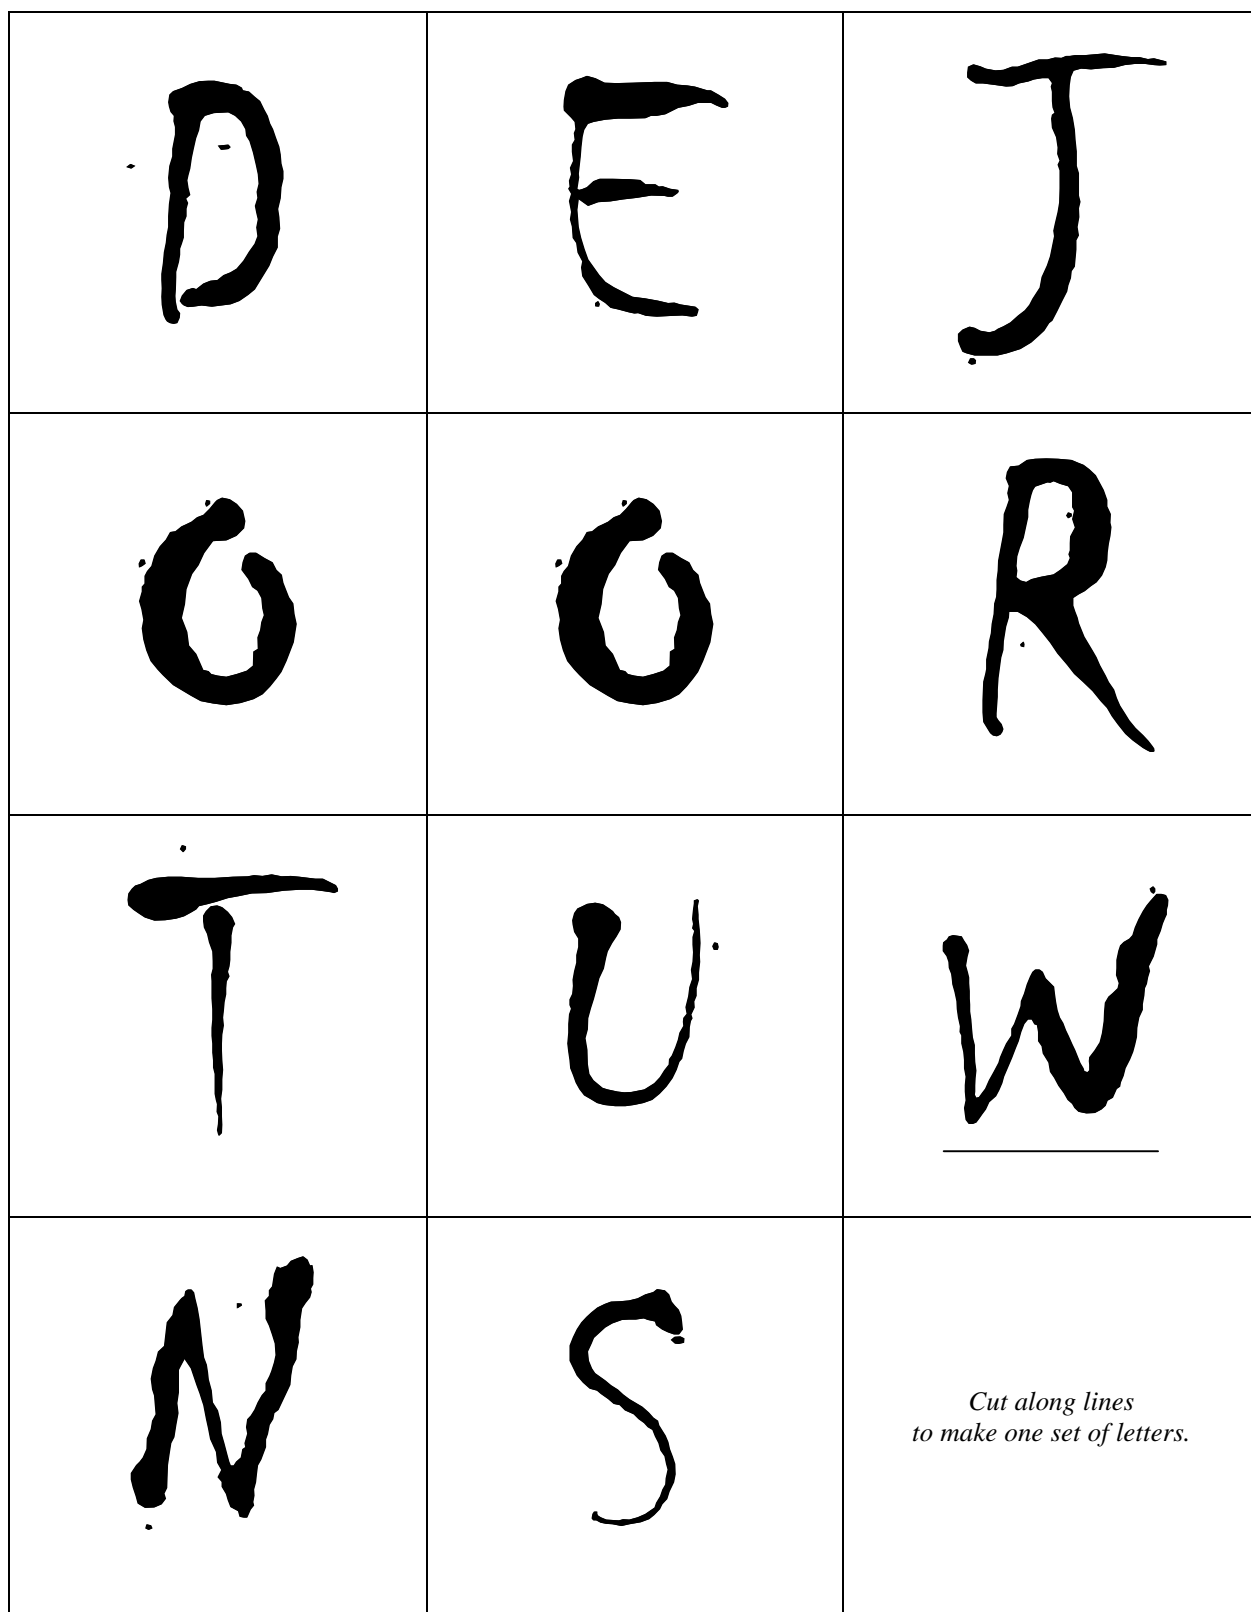 D E J
O O R
T U W
N S
Cut along lines
to make one set of letters.